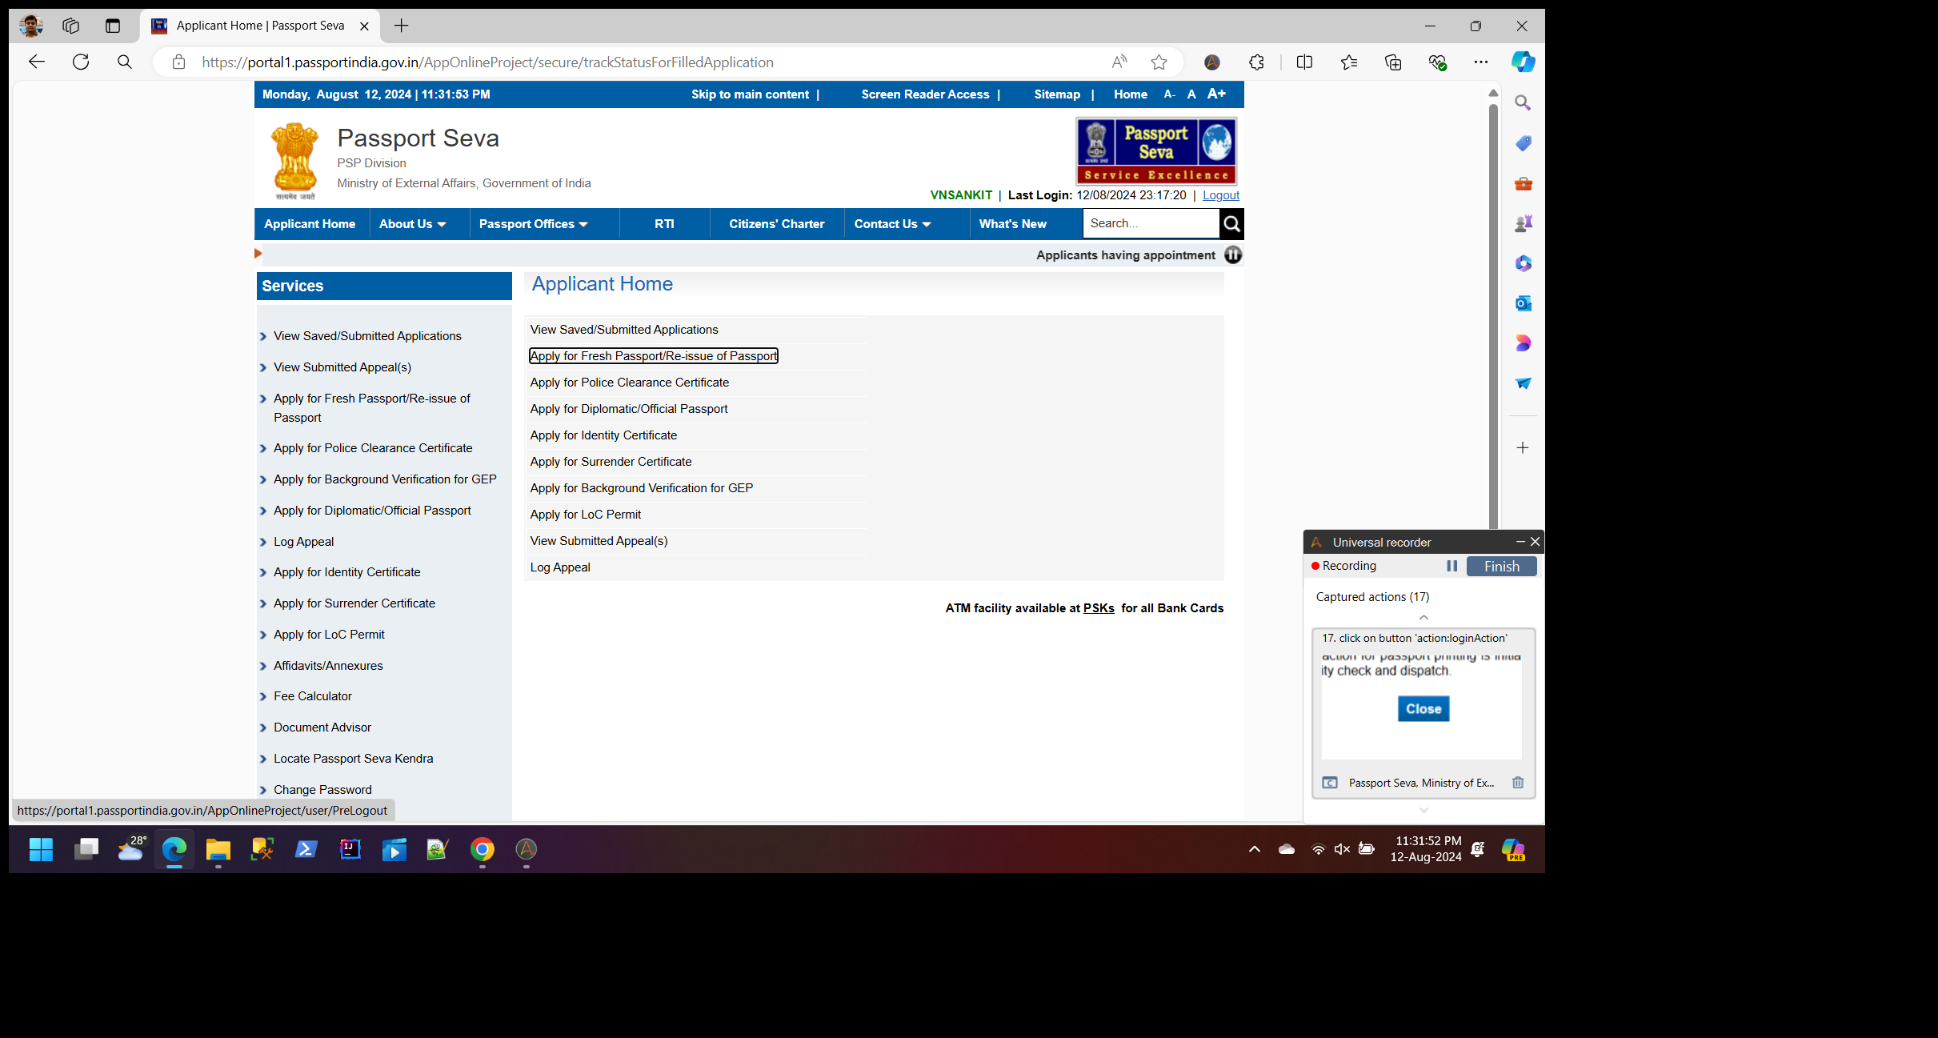 Applicant Home | Passport Seva
https://portal1.passportindia.gov.in/AppOnlineProject/secure/trackStatusForFilledApplication
Monday, August 12, 2024 | 11:31:53 PM
Skip to main content |
Screen Reader Access |
Sitemap |
Home
A-
A
A+
Passport Seva
PSP Division
Ministry of External Affairs, Government of India
सत्यमेव जयते
Passport
Seva
Service Excellence
VNSANKIT | Last Login: 12/08/2024 23:17:20 | Logout
Applicant Home
About Us
Passport Offices
RTI
Citizens' Charter
Contact Us
What's New
Search...
Applicants having appointment
Services
View Saved/Submitted Applications
View Submitted Appeal(s)
Apply for Fresh Passport/Re-issue of
Passport
Apply for Police Clearance Certificate
Apply for Background Verification for GEP
Apply for Diplomatic/Official Passport
Log Appeal
Apply for Identity Certificate
Apply for Surrender Certificate
Apply for LoC Permit
Affidavits/Annexures
Fee Calculator
Document Advisor
Locate Passport Seva Kendra
Change Password
Applicant Home
View Saved/Submitted Applications
Apply for Fresh Passport/Re-issue of Passport
Apply for Police Clearance Certificate
Apply for Diplomatic/Official Passport
Apply for Identity Certificate
Apply for Surrender Certificate
Apply for Background Verification for GEP
Apply for LoC Permit
View Submitted Appeal(s)
Log Appeal
ATM facility available at PSKs for all Bank Cards
Universal recorder
Recording
Finish
Captured actions (17)
17. click on button 'action:loginAction'
action for passport printing is initia
ity check and dispatch.
Close
Passport Seva, Ministry of Ex...
https://portal1.passportindia.gov.in/AppOnlineProject/user/PreLogout
28°
IJ
11:31:52 PM
12-Aug-2024
PRE